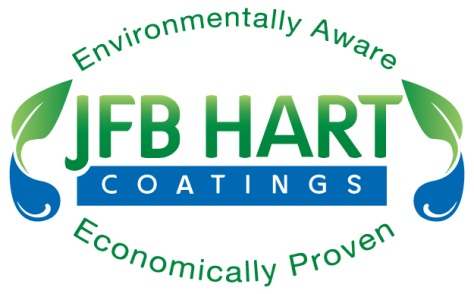 Environmentally Aware
JFB HART
COATINGS
Economically Proven